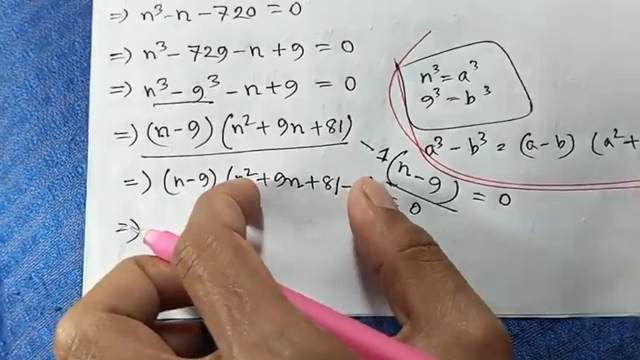 ⇒ n³ - n - 720 = 0
⇒ n³ - 729 - n + 9 = 0
⇒ n³ - 9³ - n + 9 = 0
n³ = a³
9³ = b³
⇒ (n-9) (n² + 9n + 81) - 1 (n - 9) = 0
a³ - b³ = (a-b) (a² +
⇒ (n-9) (n² + 9n + 81 - = 0
⇒